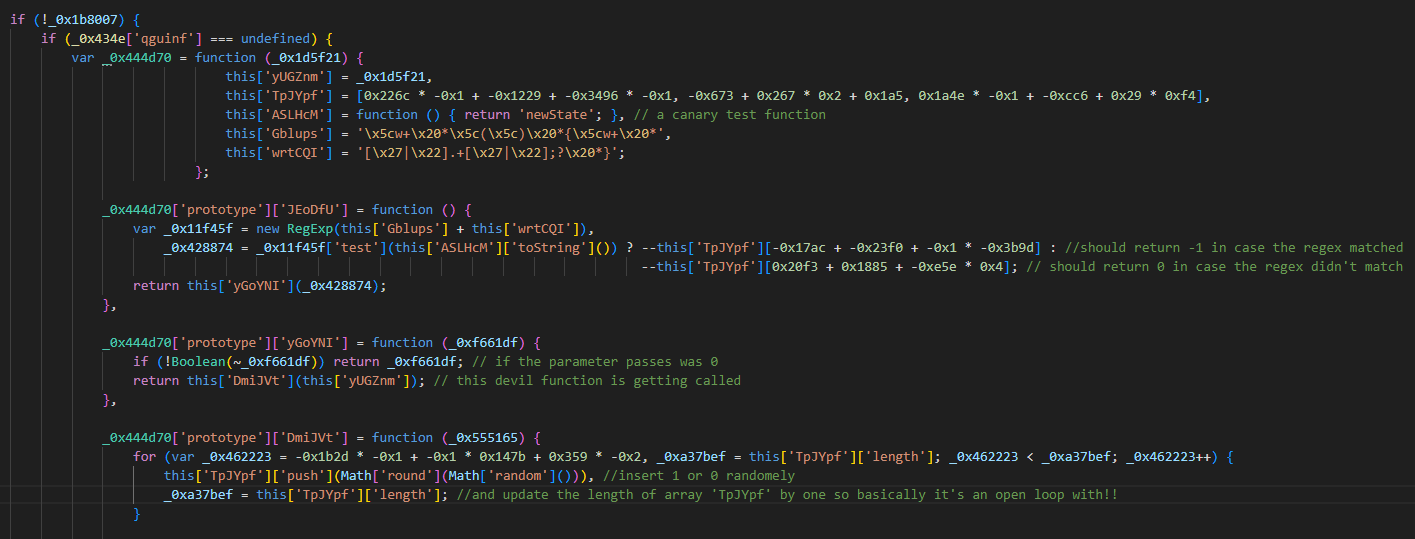 if (!_0x1b8007) {
if (_0x434e['qguinf'] === undefined) {
var _0x444d70 = function (_0x1d5f21) {
this['yUGZnm'] = _0x1d5f21,
this['TpJYpf'] = [0x226c * -0x1 + -0x1229 + -0x3496 * -0x1, -0x673 + 0x267 * 0x2 + 0x1a5, 0x1a4e * -0x1 + -0xcc6 + 0x29 * 0xf4],
this['ASLHcM'] = function () { return 'newState'; }, // a canary test function
this['Gblups'] = '\x5cw+\x20*\x5c(\x5c)\x20*{\x5cw+\x20*',
this['wrtCQI'] = '[\x27|\x22].+[\x27|\x22];?\x20*}';
};
_0x444d70['prototype']['JEoDfU'] = function () {
var _0x11f45f = new RegExp(this['Gblups'] + this['wrtCQI']),
_0x428874 = _0x11f45f['test'](this['ASLHcM']['toString']()) ? --this['TpJYpf'][-0x17ac + -0x23f0 + -0x1 * -0x3b9d] : //should return -1 in case the regex matched
--this['TpJYpf'][0x20f3 + 0x1885 + -0xe5e * 0x4]; // should return 0 in case the regex didn't match
return this['yGoYNI'](_0x428874);
},
_0x444d70['prototype']['yGoYNI'] = function (_0xf661df) {
if (!Boolean(~_0xf661df)) return _0xf661df; // if the parameter passes was 0
return this['DmiJVt'](this['yUGZnm']); // this devil function is getting called
},
_0x444d70['prototype']['DmiJVt'] = function (_0x555165) {
for (var _0x462223 = -0x1b2d * -0x1 + -0x1 * 0x147b + 0x359 * -0x2, _0xa37bef = this['TpJYpf']['length']; _0x462223 < _0xa37bef; _0x462223++) {
this['TpJYpf']['push'](Math['round'](Math['random']())), //insert 1 or 0 randomely
_0xa37bef = this['TpJYpf']['length']; //and update the length of array 'TpJYpf' by one so basically it's an open loop with!!
}